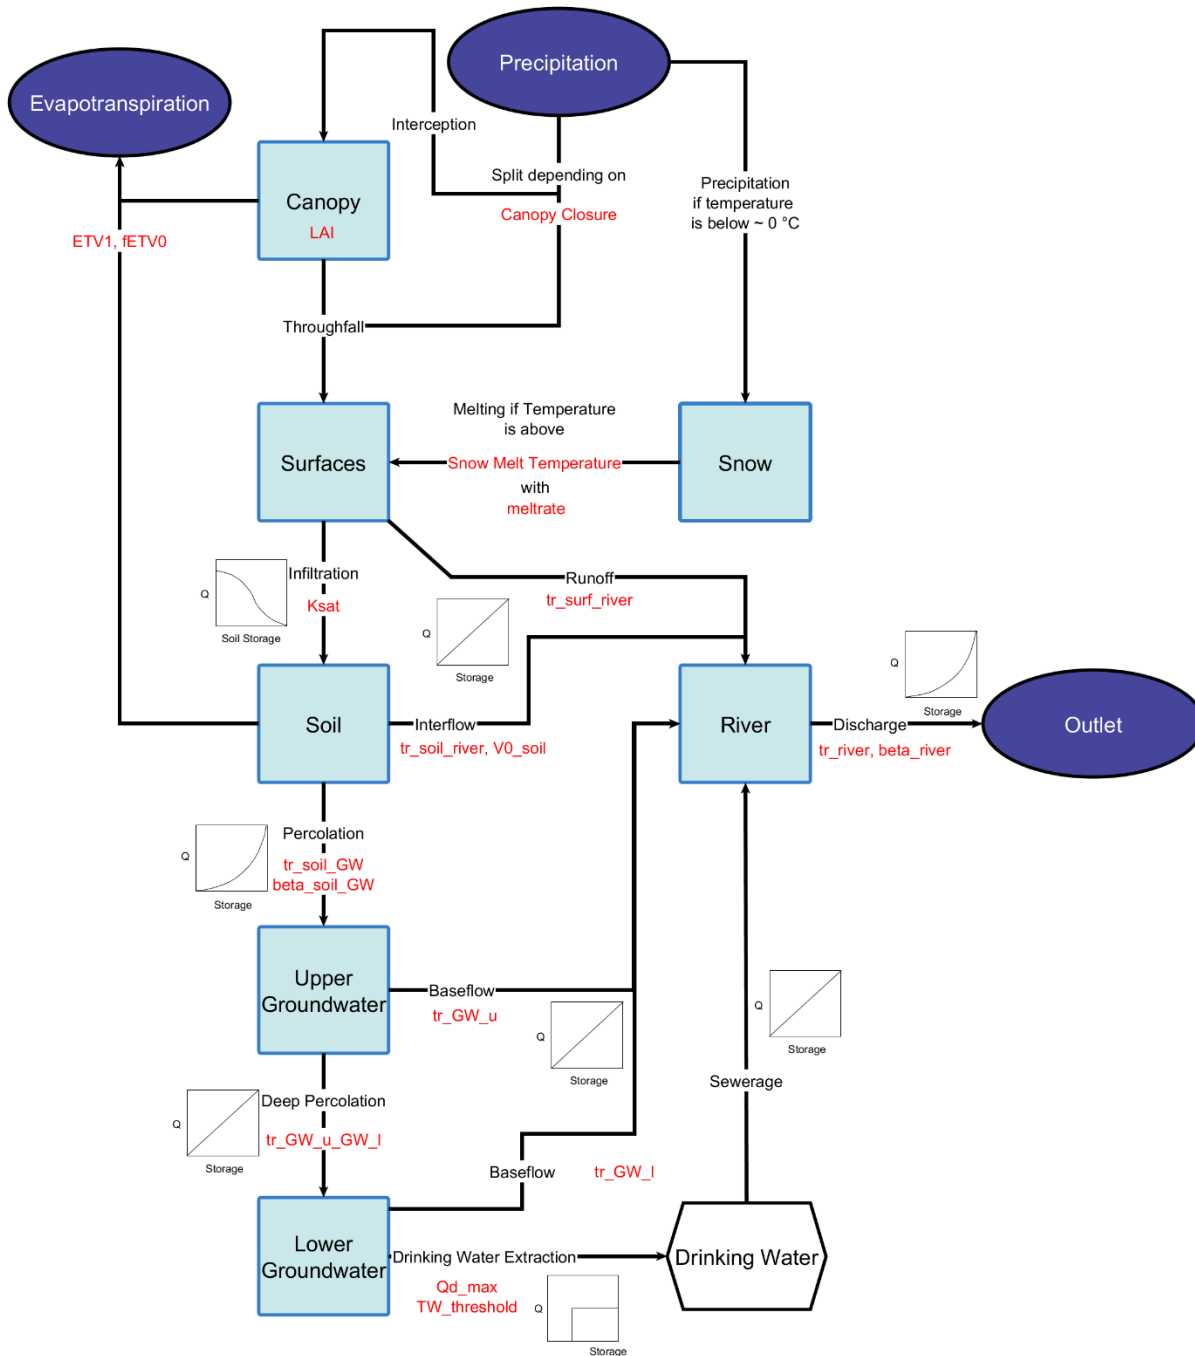 Precipitation
Evapotranspiration
Interception
Split depending on
Canopy Closure
Precipitation
if temperature
is below ~ 0 °C
Canopy
LAI
ETV1, fETV0
Throughfall
Melting if Temperature
is above
Snow Melt Temperature
with
meltrate
Surfaces
Snow
Infiltration
Ksat
Q
Soil Storage
Runoff
tr_surf_river
Q
Storage
Soil
Interflow
tr_soil_river, V0_soil
River
Q
Storage
Discharge
tr_river, beta_river
Outlet
Percolation
tr_soil_GW
beta_soil_GW
Q
Storage
Upper
Groundwater
Baseflow
tr_GW_u
Q
Storage
Q
Storage
Sewerage
Deep Percolation
tr_GW_u_GW_l
Q
Storage
Baseflow
tr_GW_l
Lower
Groundwater
Drinking Water Extraction
Qd_max
TW_threshold
Q
Storage
Drinking Water